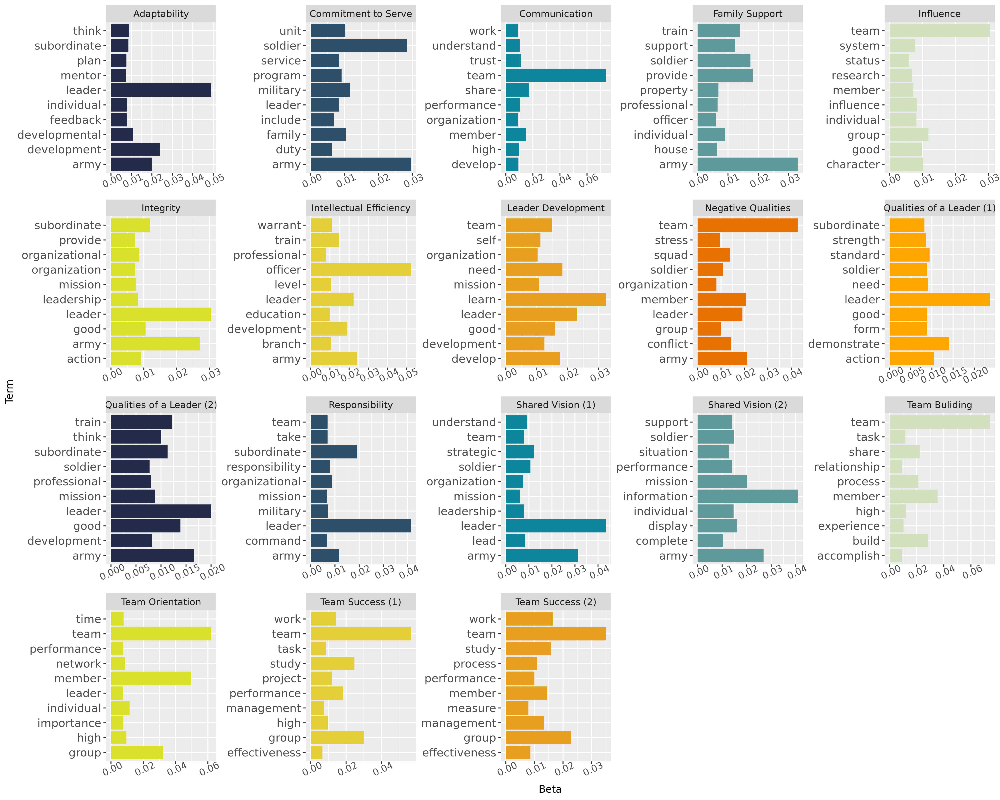 Adaptability
think
subordinate
plan
mentor
leader
individual
feedback
developmental
development
army
0.00 0.01 0.02 0.03 0.04 0.05
Commitment to Serve
unit
soldier
service
program
military
leader
include
family
duty
army
0.00 0.01 0.02 0.03
Communication
work
understand
trust
team
share
performance
organization
member
high
develop
0.00 0.02 0.04 0.06
Family Support
train
support
soldier
provide
property
professional
officer
individual
house
army
0.00 0.01 0.02 0.03
Influence
team
system
status
research
member
influence
individual
group
good
character
0.00 0.01 0.02 0.03
Integrity
subordinate
provide
organizational
organization
mission
leadership
leader
good
army
action
0.00 0.01 0.02 0.03
Intellectual Efficiency
warrant
train
professional
officer
level
leader
education
development
branch
army
0.00 0.01 0.02 0.03 0.04 0.05
Leader Development
team
self
organization
need
mission
learn
leader
good
development
develop
0.00 0.01 0.02 0.03
Negative Qualities
team
stress
squad
soldier
organization
member
leader
group
conflict
army
0.00 0.01 0.02 0.03 0.04
Qualities of a Leader (1)
subordinate
strength
standard
soldier
need
leader
good
form
demonstrate
action
0.000 0.005 0.010 0.015 0.020
Qualities of a Leader (2)
train
think
subordinate
soldier
professional
mission
leader
good
development
army
0.000 0.005 0.010 0.015 0.020
Responsibility
team
take
subordinate
responsibility
organizational
mission
military
leader
command
army
0.00 0.01 0.02 0.03 0.04
Shared Vision (1)
understand
team
strategic
soldier
organization
mission
leadership
leader
lead
army
0.00 0.01 0.02 0.03 0.04
Shared Vision (2)
support
soldier
situation
performance
mission
information
individual
display
complete
army
0.00 0.01 0.02 0.03 0.04
Team Buliding
team
task
share
relationship
process
member
high
experience
build
accomplish
0.00 0.02 0.04 0.06
Team Orientation
time
team
performance
network
member
leader
individual
importance
high
group
0.00 0.02 0.04 0.06
Team Success (1)
work
team
task
study
project
performance
management
high
group
effectiveness
0.00 0.02 0.04
Team Success (2)
work
team
study
process
performance
member
measure
management
group
effectiveness
0.00 0.01 0.02 0.03
Term
Beta